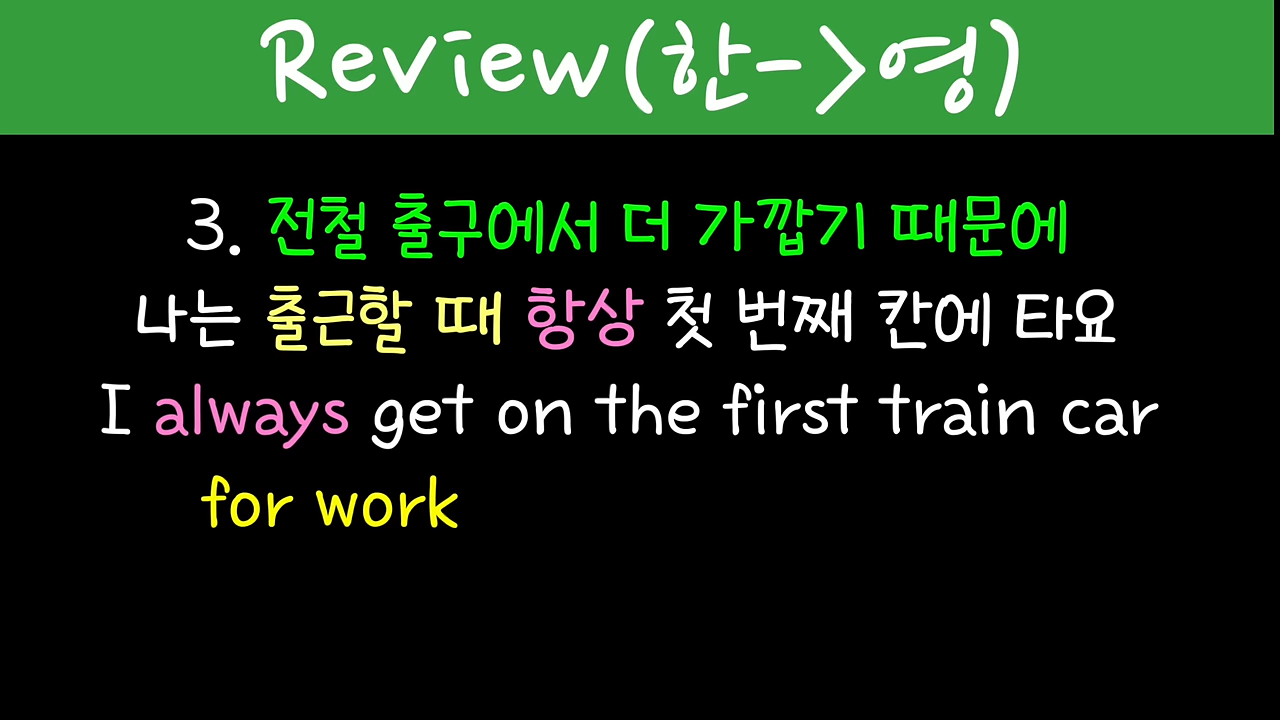 Review(한->영)
3. 전철 출구에서 더 가깝기 때문에
나는 출근할 때 항상 첫 번째 칸에 타요
I always get on the first train car
for work